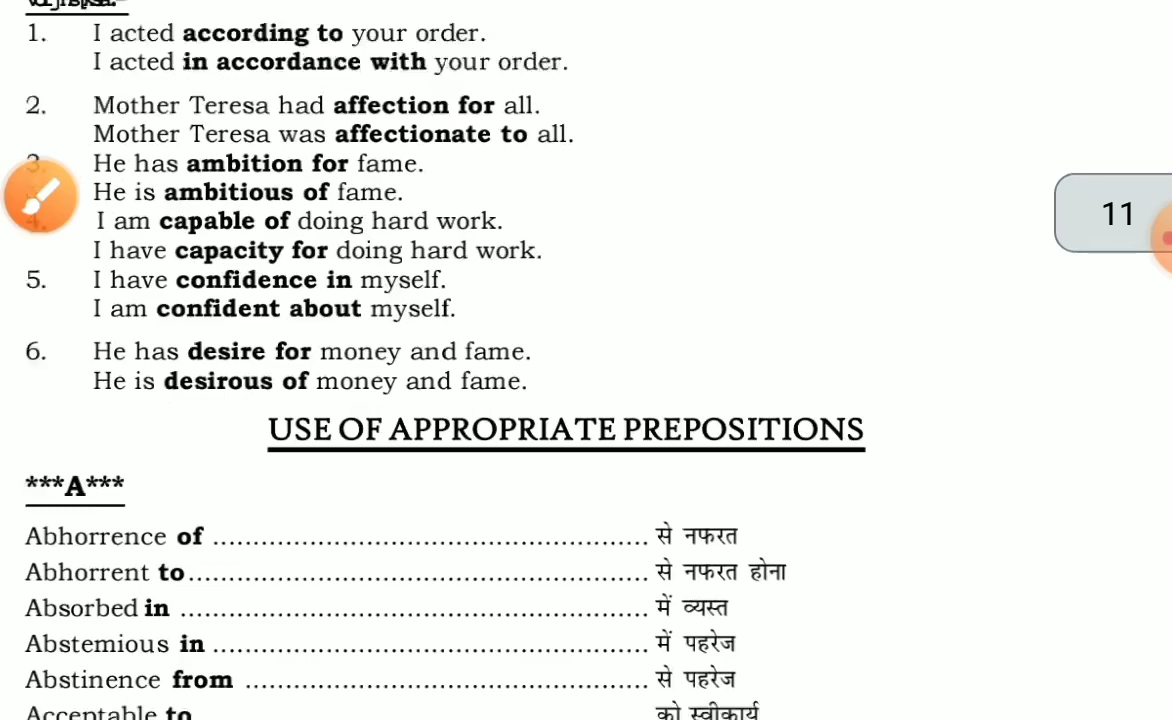 1. I acted according to your order.
I acted in accordance with your order.
2. Mother Teresa had affection for all.
Mother Teresa was affectionate to all.
3. He has ambition for fame.
He is ambitious of fame.
I am capable of doing hard work.
I have capacity for doing hard work.
5. I have confidence in myself.
I am confident about myself.
6. He has desire for money and fame.
He is desirous of money and fame.
11
USE OF APPROPRIATE PREPOSITIONS
***A***
Abhorrence of ...................................................... से नफरत
Abhorrent to......................................................... से नफरत होना
Absorbed in .......................................................... में व्यस्त
Abstemious in ...................................................... में पहरेज
Abstinence from .................................................. से पहरेज
Acceptable to को स्वीकार्य